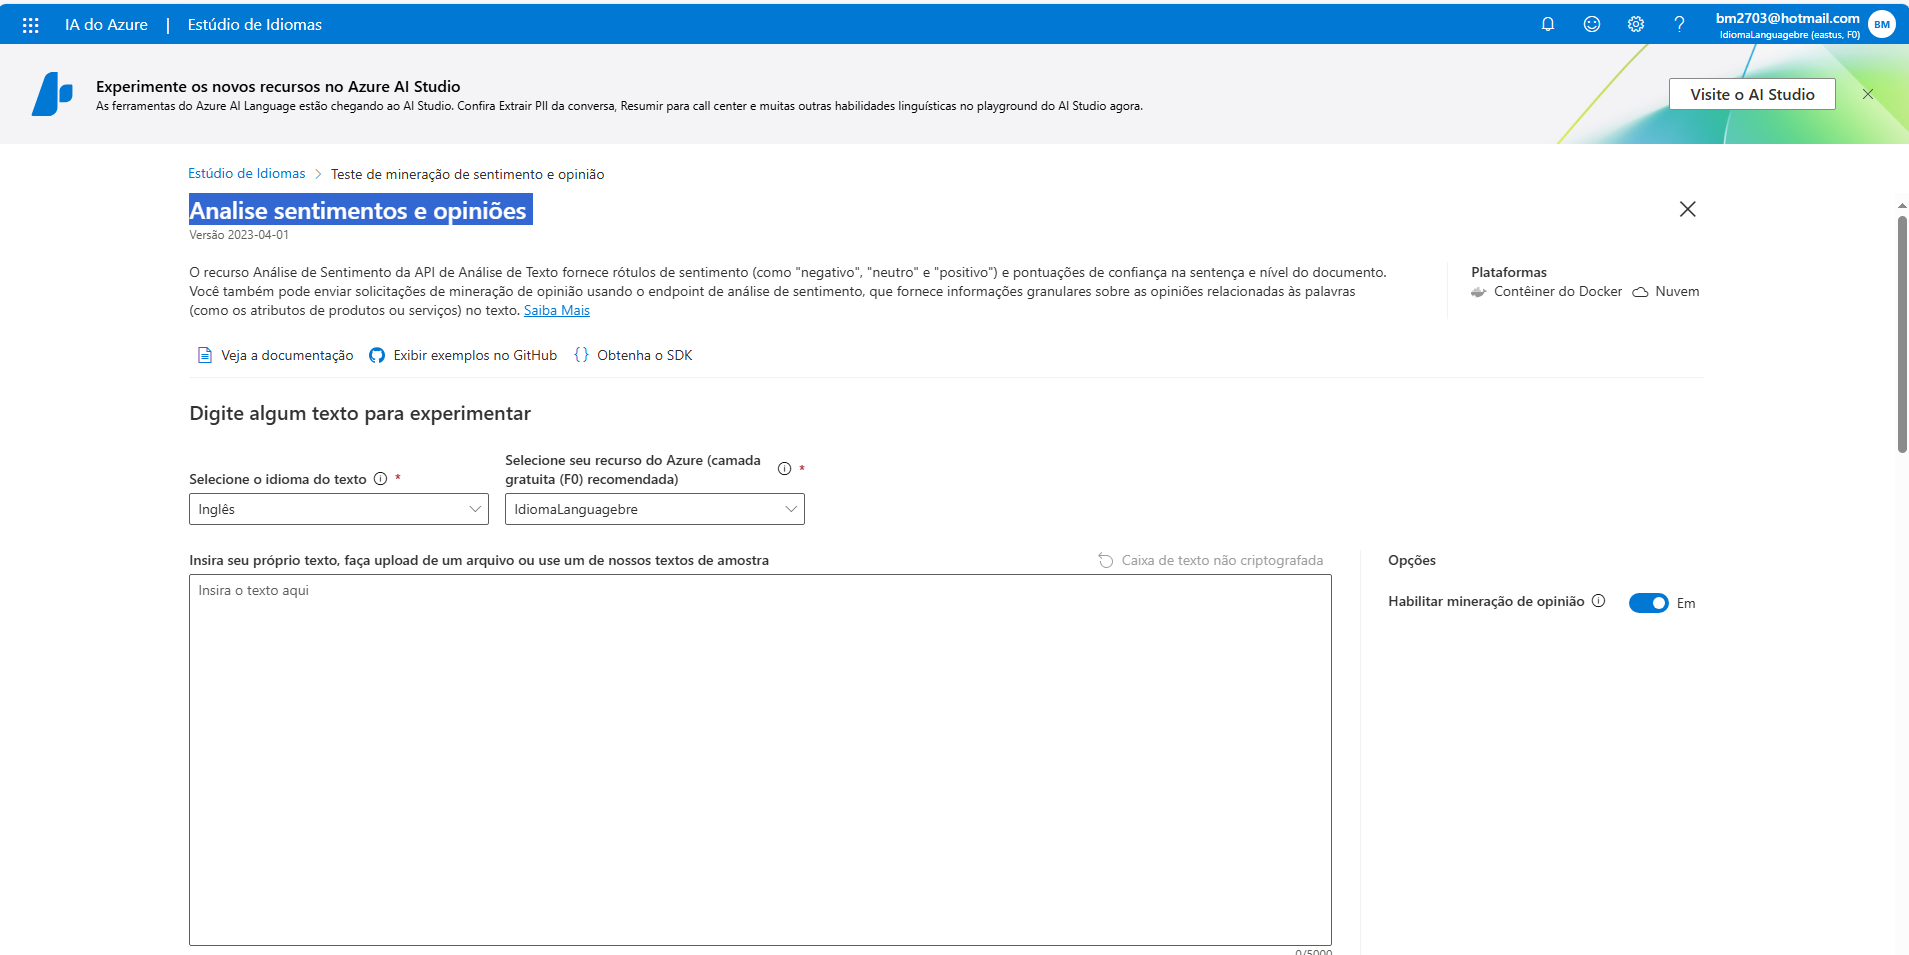 IA do Azure | Estúdio de Idiomas
bm2703@hotmail.com
IdiomaLanguagebre (eastus, F0)
BM
Experimente os novos recursos no Azure AI Studio
As ferramentas do Azure AI Language estão chegando ao AI Studio. Confira Extrair PII da conversa, Resumir para call center e muitas outras habilidades linguísticas no playground do AI Studio agora.
Visite o AI Studio
Estúdio de Idiomas > Teste de mineração de sentimento e opinião
Analise sentimentos e opiniões
Versão 2023-04-01
O recurso Análise de Sentimento da API de Análise de Texto fornece rótulos de sentimento (como "negativo", "neutro" e "positivo") e pontuações de confiança na sentença e nível do documento.
Você também pode enviar solicitações de mineração de opinião usando o endpoint de análise de sentimento, que fornece informações granulares sobre as opiniões relacionadas às palavras
(como os atributos de produtos ou serviços) no texto. Saiba Mais
Plataformas
Contêiner do Docker Nuvem
Veja a documentação Exibir exemplos no GitHub {} Obtenha o SDK
Digite algum texto para experimentar
Selecione o idioma do texto *
Inglês
Selecione seu recurso do Azure (camada
gratuita (F0) recomendada) *
IdiomaLanguagebre
Insira seu próprio texto, faça upload de um arquivo ou use um de nossos textos de amostra
Caixa de texto não criptografada
Insira o texto aqui
0/5000
Opções
Habilitar mineração de opinião Em